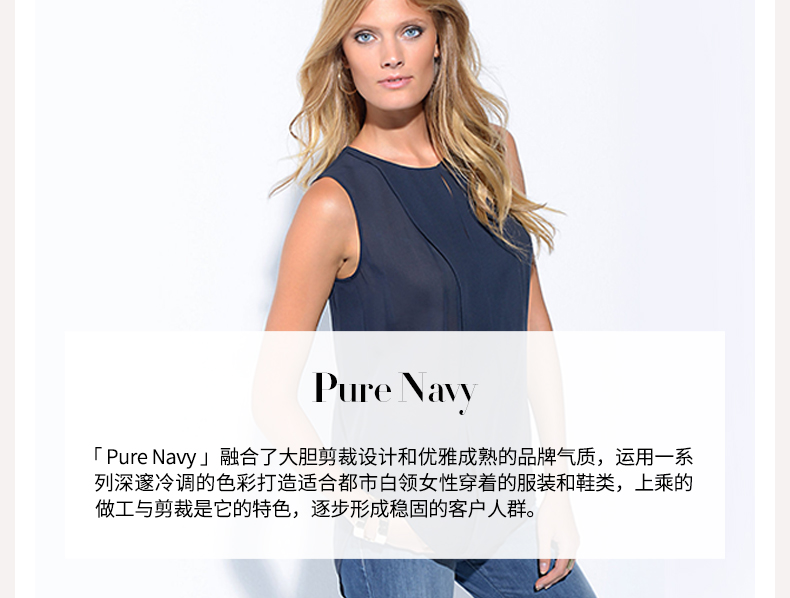 Pure Navy
「 Pure Navy 」融合了大胆剪裁设计和优雅成熟的品牌气质，运用一系
列深邃冷调的色彩打造适合都市白领女性穿着的服装和鞋类，上乘的
做工与剪裁是它的特色，逐步形成稳固的客户人群。